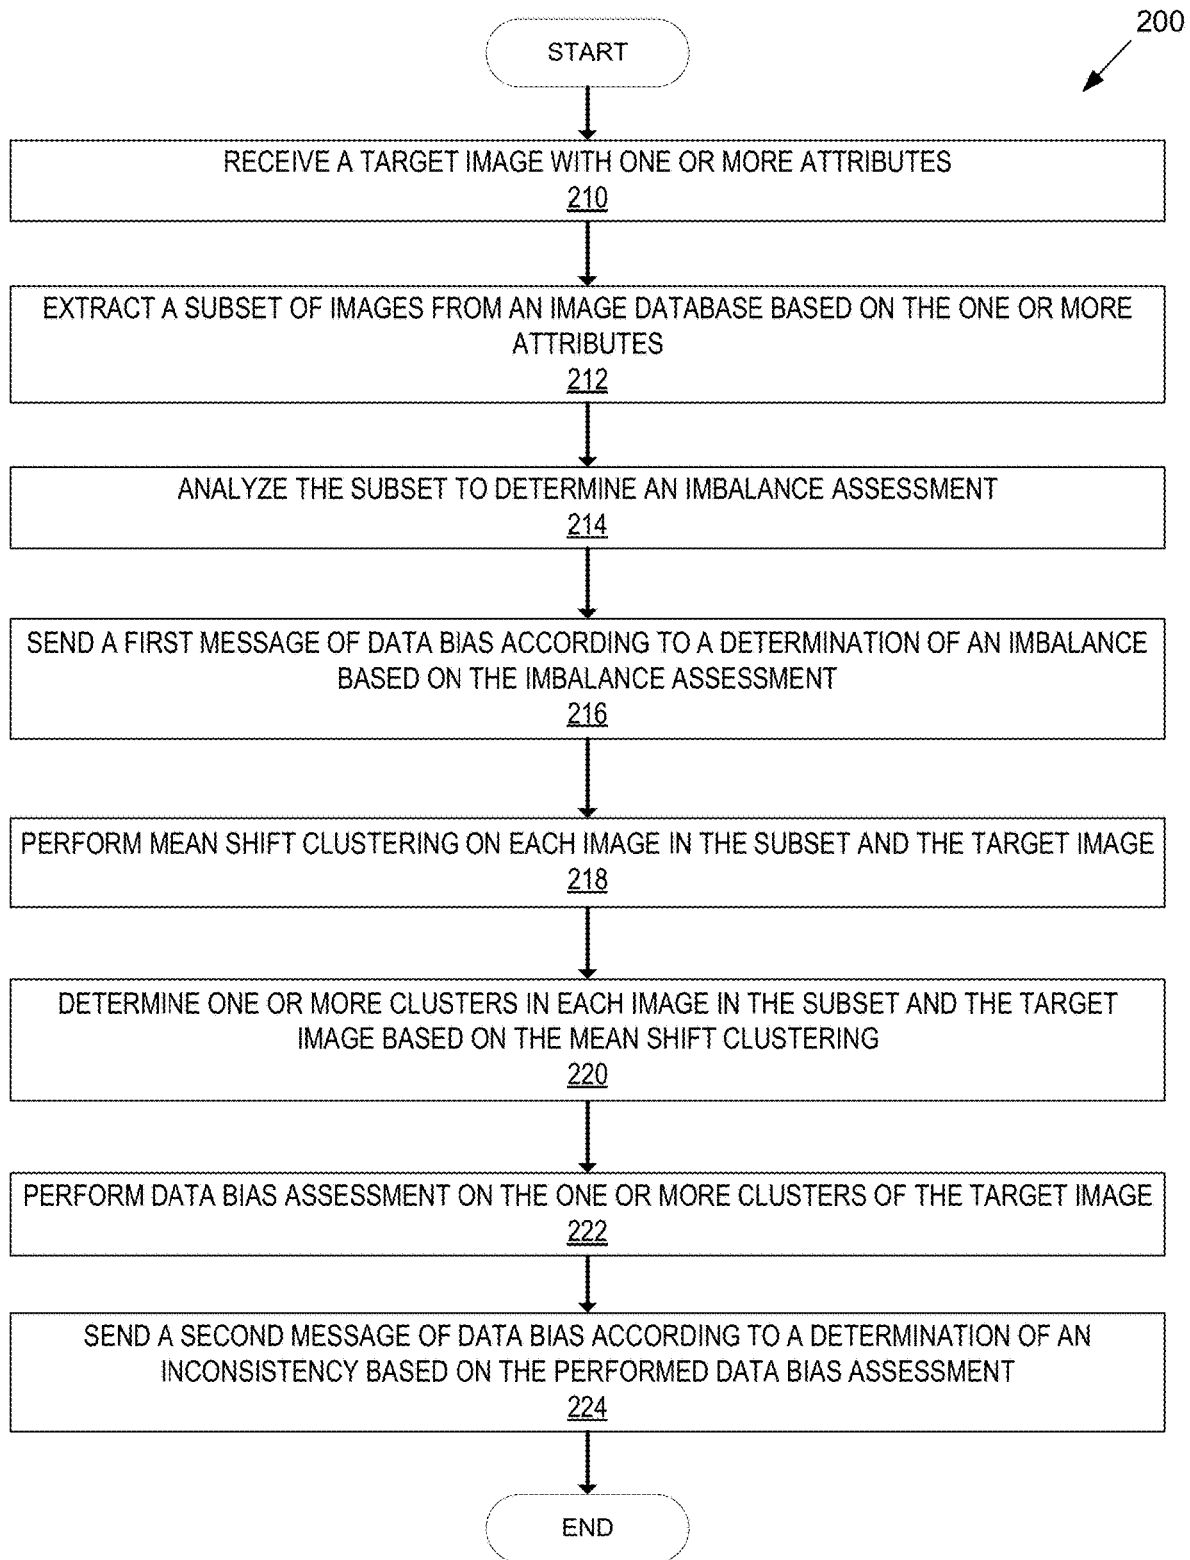 200
START
RECEIVE A TARGET IMAGE WITH ONE OR MORE ATTRIBUTES
210
EXTRACT A SUBSET OF IMAGES FROM AN IMAGE DATABASE BASED ON THE ONE OR MORE
ATTRIBUTES
212
ANALYZE THE SUBSET TO DETERMINE AN IMBALANCE ASSESSMENT
214
SEND A FIRST MESSAGE OF DATA BIAS ACCORDING TO A DETERMINATION OF AN IMBALANCE
BASED ON THE IMBALANCE ASSESSMENT
216
PERFORM MEAN SHIFT CLUSTERING ON EACH IMAGE IN THE SUBSET AND THE TARGET IMAGE
218
DETERMINE ONE OR MORE CLUSTERS IN EACH IMAGE IN THE SUBSET AND THE TARGET
IMAGE BASED ON THE MEAN SHIFT CLUSTERING
220
PERFORM DATA BIAS ASSESSMENT ON THE ONE OR MORE CLUSTERS OF THE TARGET IMAGE
222
SEND A SECOND MESSAGE OF DATA BIAS ACCORDING TO A DETERMINATION OF AN
INCONSISTENCY BASED ON THE PERFORMED DATA BIAS ASSESSMENT
224
END